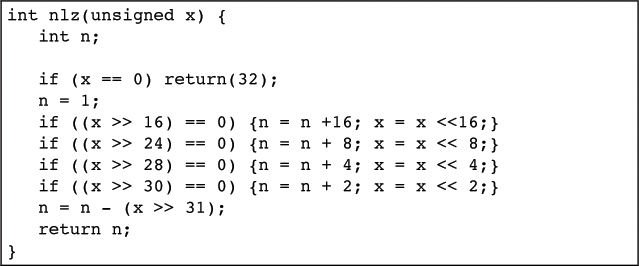 int nlz(unsigned x) {
   int n;

   if (x == 0) return(32);
   n = 1;
   if ((x >> 16) == 0) {n = n +16; x = x <<16;}
   if ((x >> 24) == 0) {n = n + 8; x = x << 8;}
   if ((x >> 28) == 0) {n = n + 4; x = x << 4;}
   if ((x >> 30) == 0) {n = n + 2; x = x << 2;}
   n = n - (x >> 31);
   return n;
}